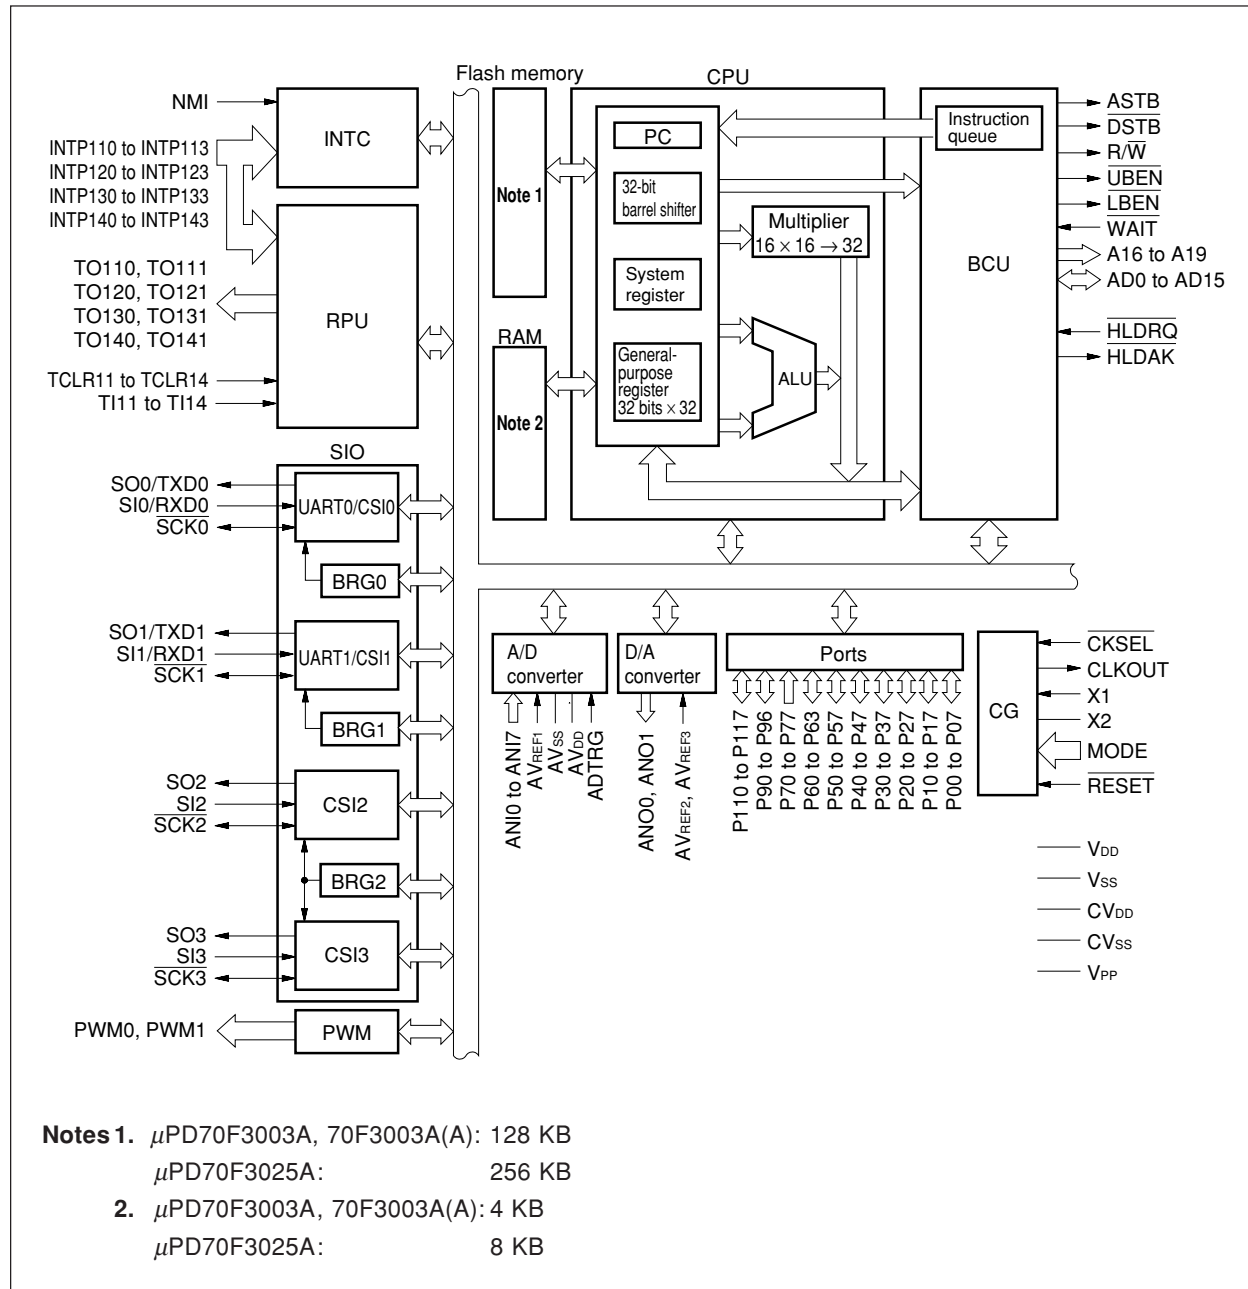 Flash memory
CPU
NMI
INTC
INTP110 to INTP113
INTP120 to INTP123
INTP130 to INTP133
INTP140 to INTP143
TO110, TO111
TO120, TO121
TO130, TO131
TO140, TO141
RPU
TCLR11 to TCLR14
TI11 to TI14
Note 1
RAM
Note 2
PC
32-bit
barrel shifter
System
register
General-
purpose
register
32 bits × 32
Multiplier
16 × 16 → 32
ALU
Instruction
queue
BCU
ASTB
DSTB
R/W
UBEN
LBEN
WAIT
A16 to A19
AD0 to AD15
HLDRQ
HLDAK
SIO
SO0/TXD0
SI0/RXD0
SCK0
UART0/CSI0
BRG0
SO1/TXD1
SI1/RXD1
SCK1
UART1/CSI1
BRG1
SO2
SI2
SCK2
CSI2
BRG2
SO3
SI3
SCK3
CSI3
PWM0, PWM1
PWM
A/D
converter
ANI0 to ANI7
AVREF1
AVSS
AVDD
ADTRG
D/A
converter
ANO0, ANO1
AVREF2, AVREF3
Ports
P110 to P117
P90 to P96
P70 to P77
P60 to P63
P50 to P57
P40 to P47
P30 to P37
P20 to P27
P10 to P17
P00 to P07
CG
CKSEL
CLKOUT
X1
X2
MODE
RESET
VDD
VSS
CVDD
CVSS
VPP
Notes 1. µPD70F3003A, 70F3003A(A): 128 KB
µPD70F3025A: 256 KB
2. µPD70F3003A, 70F3003A(A): 4 KB
µPD70F3025A: 8 KB